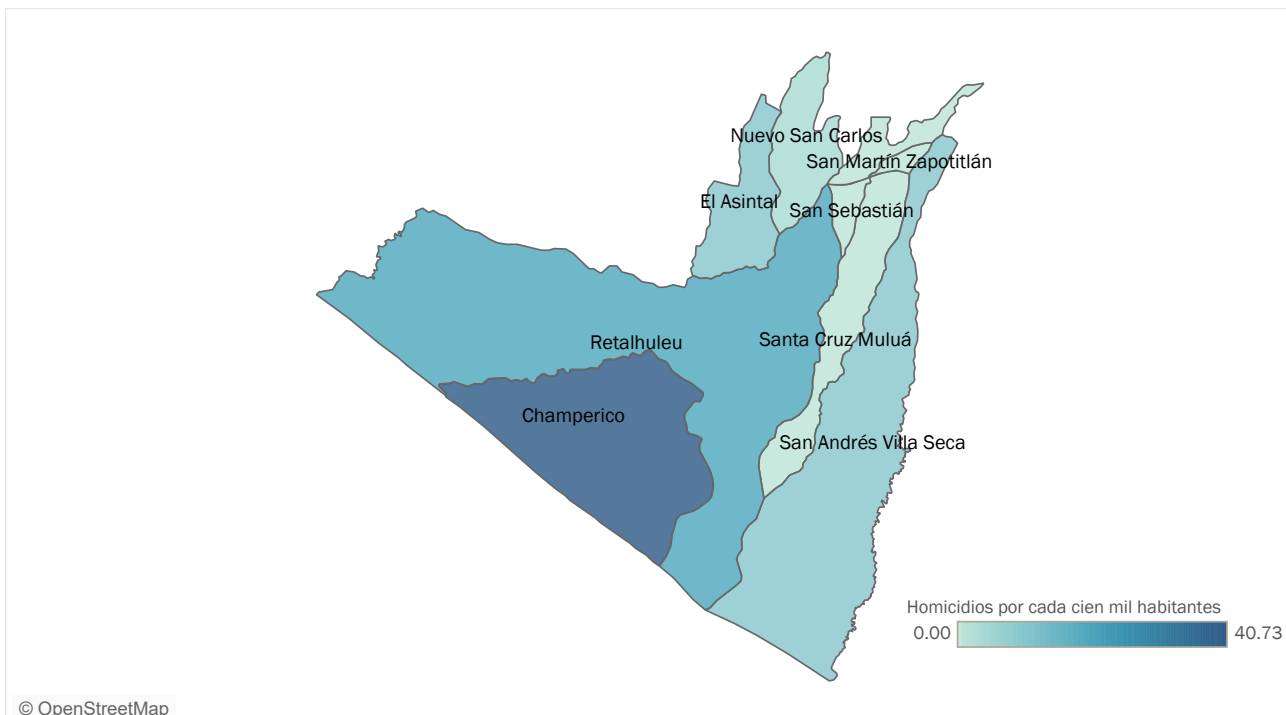 Nuevo San Carlos
San Martín Zapotitlán
El Asintal
San Sebastián
Retalhuleu
Santa Cruz Muluá
Champerico
San Andrés Villa Seca
Homicidios por cada cien mil habitantes
0.00
40.73
© OpenStreetMap